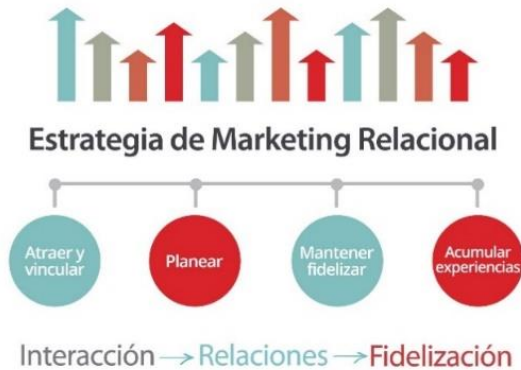 Estrategia de Marketing Relacional
Atraer y
vincular
Planear
Mantener
fidelizar
Acumular
experiencias
Interacción → Relaciones → Fidelización